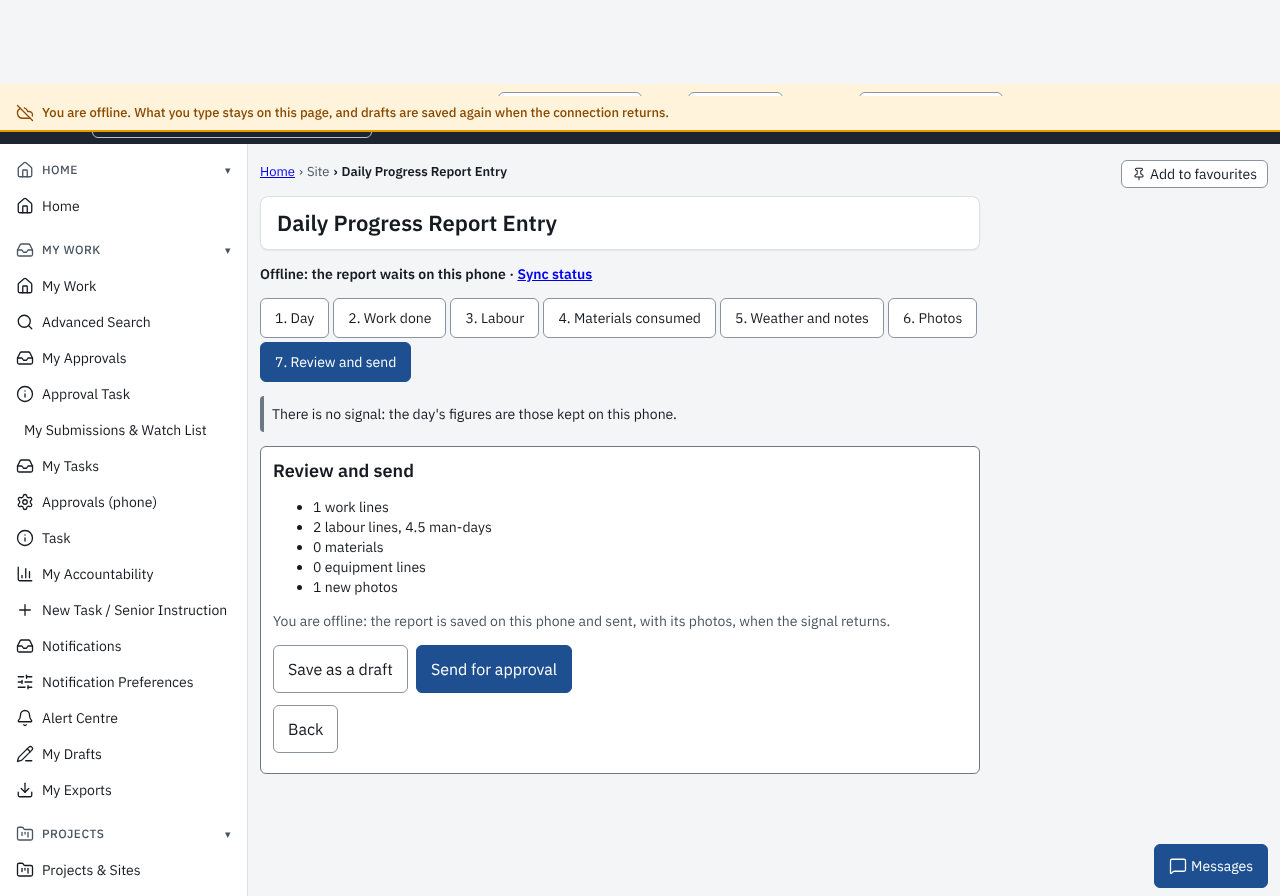 You are offline. What you type stays on this page, and drafts are saved again when the connection returns.
HOME
Home
MY WORK
My Work
Advanced Search
My Approvals
Approval Task
My Submissions & Watch List
My Tasks
Approvals (phone)
Task
My Accountability
New Task / Senior Instruction
Notifications
Notification Preferences
Alert Centre
My Drafts
My Exports
PROJECTS
Projects & Sites
Home › Site › Daily Progress Report Entry
Add to favourites
Daily Progress Report Entry
Offline: the report waits on this phone · Sync status
1. Day
2. Work done
3. Labour
4. Materials consumed
5. Weather and notes
6. Photos
7. Review and send
There is no signal: the day's figures are those kept on this phone.
Review and send
• 1 work lines
• 2 labour lines, 4.5 man-days
• 0 materials
• 0 equipment lines
• 1 new photos
You are offline: the report is saved on this phone and sent, with its photos, when the signal returns.
Save as a draft
Send for approval
Back
Messages